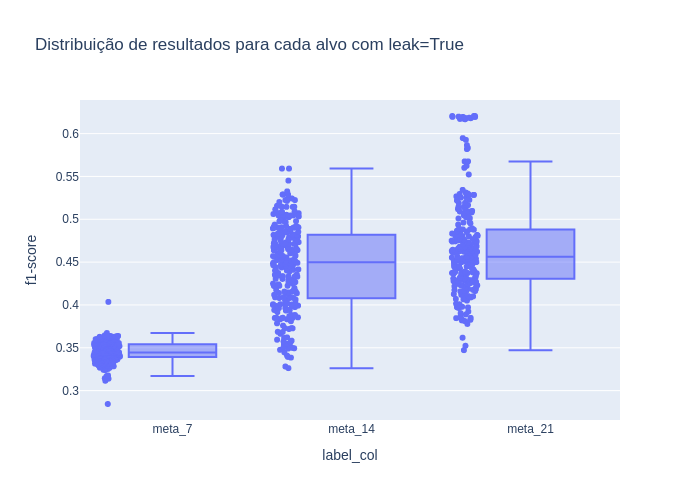 Distribuição de resultados para cada alvo com leak=True
0.6
0.55
0.5
0.45
0.4
0.35
0.3
f1-score
meta_7
meta_14
meta_21
label_col